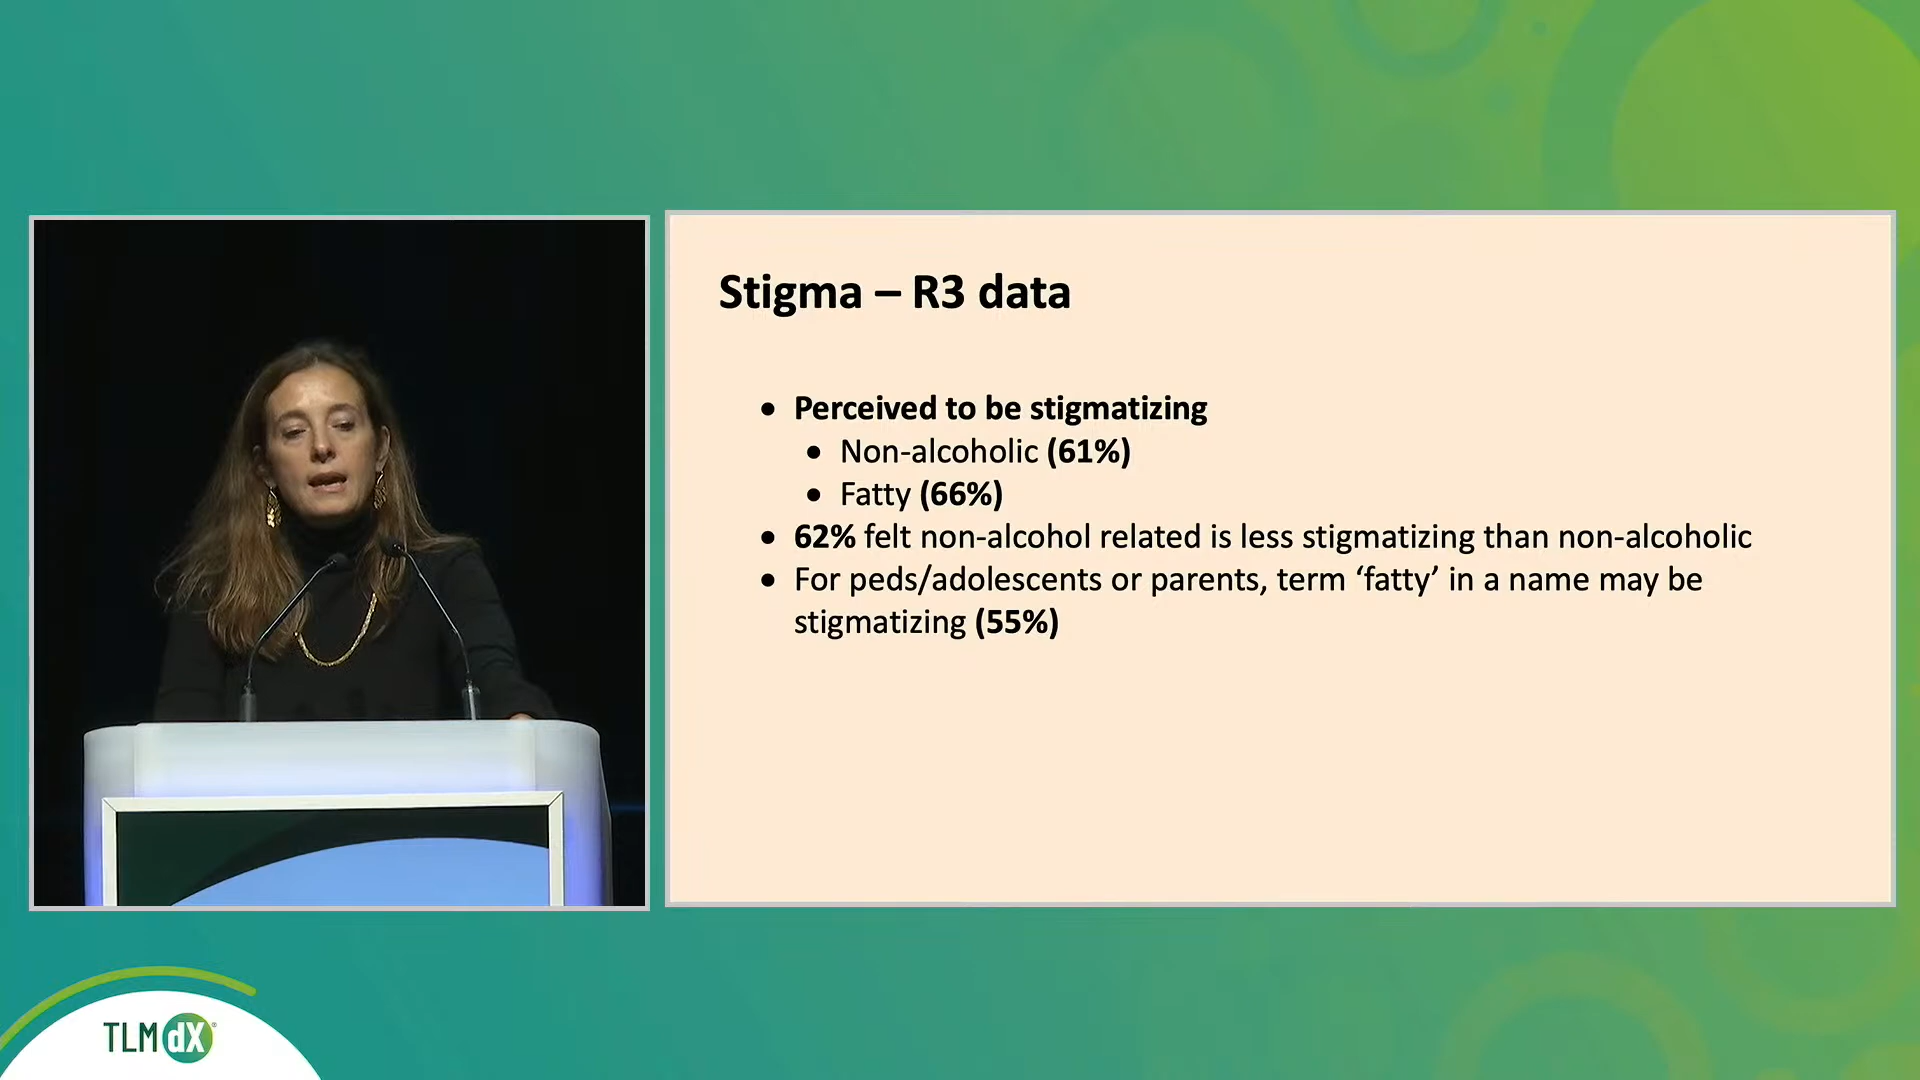 Stigma – R3 data
• Perceived to be stigmatizing
• Non-alcoholic (61%)
• Fatty (66%)
• 62% felt non-alcohol related is less stigmatizing than non-alcoholic
• For peds/adolescents or parents, term ‘fatty’ in a name may be
stigmatizing (55%)
TLM dX®